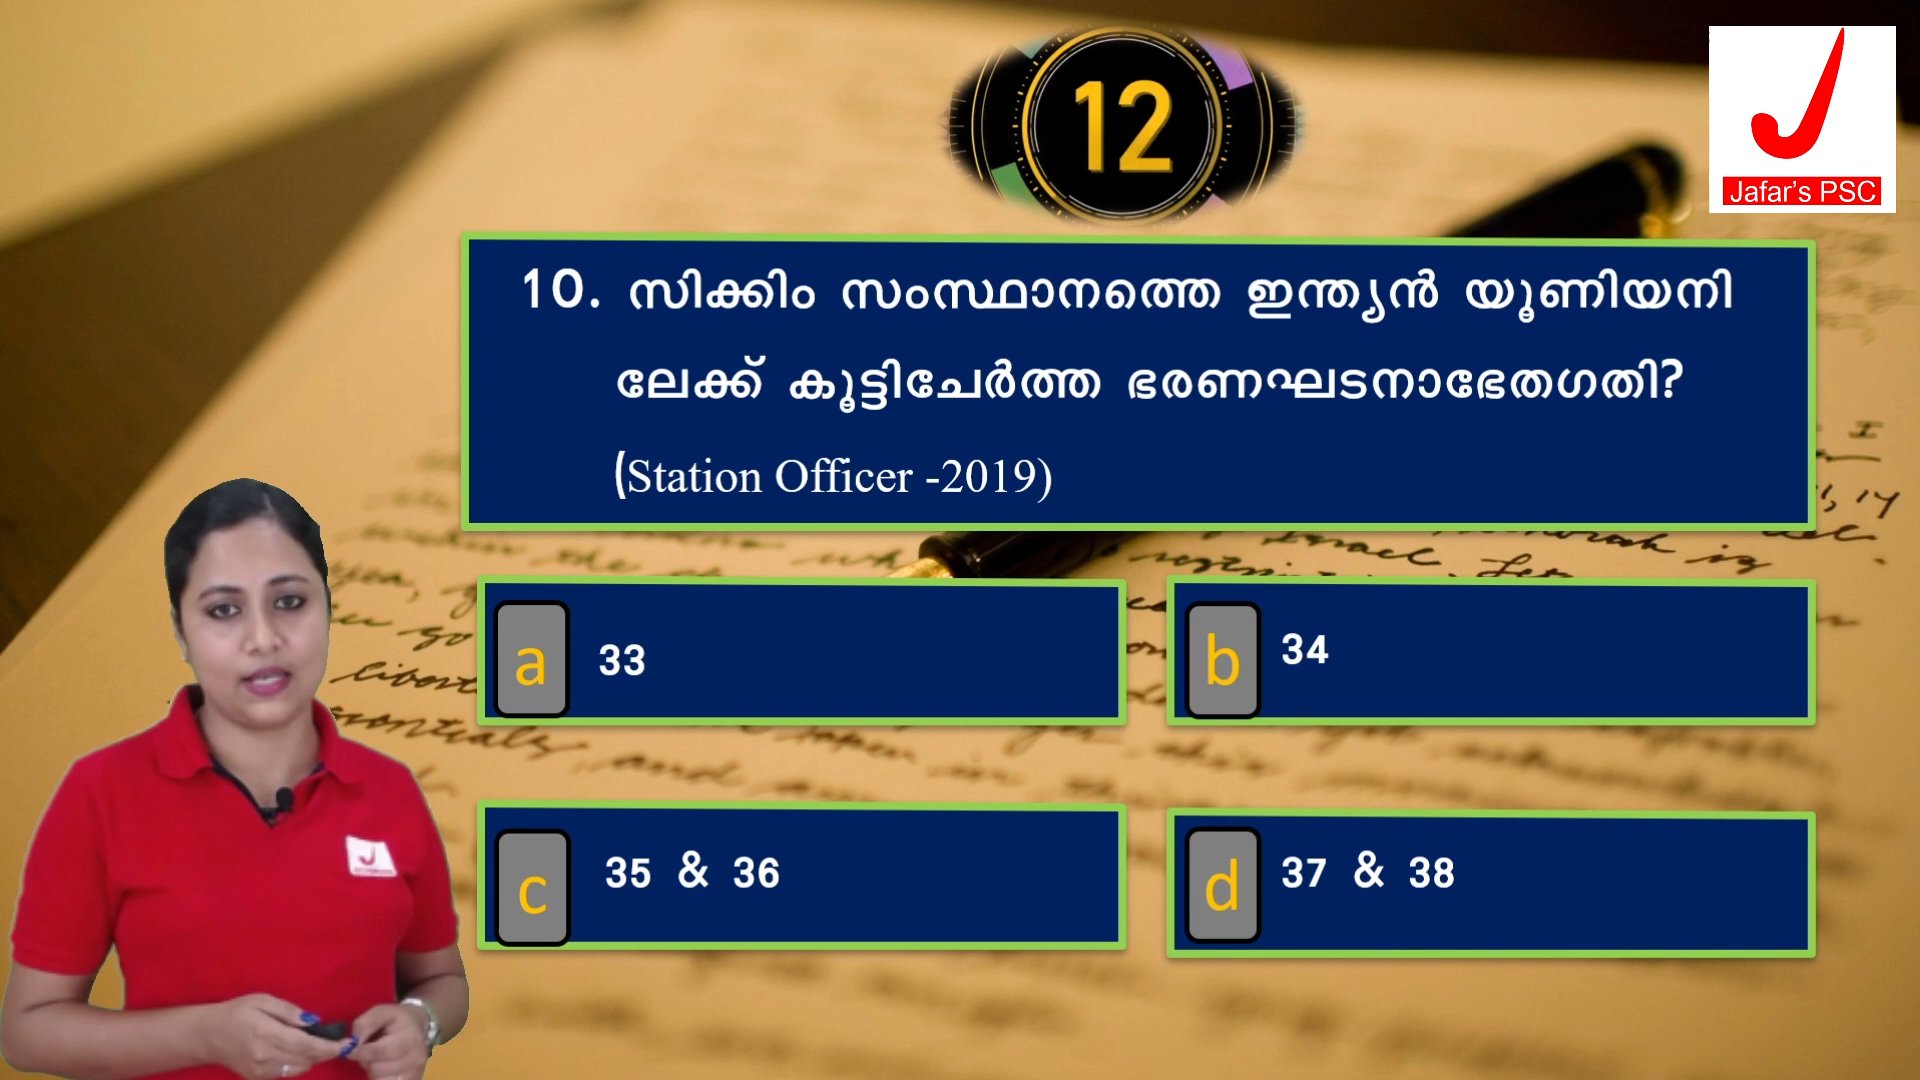 12
Jafar's PSC
10. സിക്കിം സംസ്ഥാനത്തെ ഇന്ത്യൻ യൂണിയനി
ലേക്ക് കൂട്ടിചേർത്ത ഭരണഘടനാഭേതഗതി?
(Station Officer -2019)
a 33
b 34
c 35 & 36
d 37 & 38